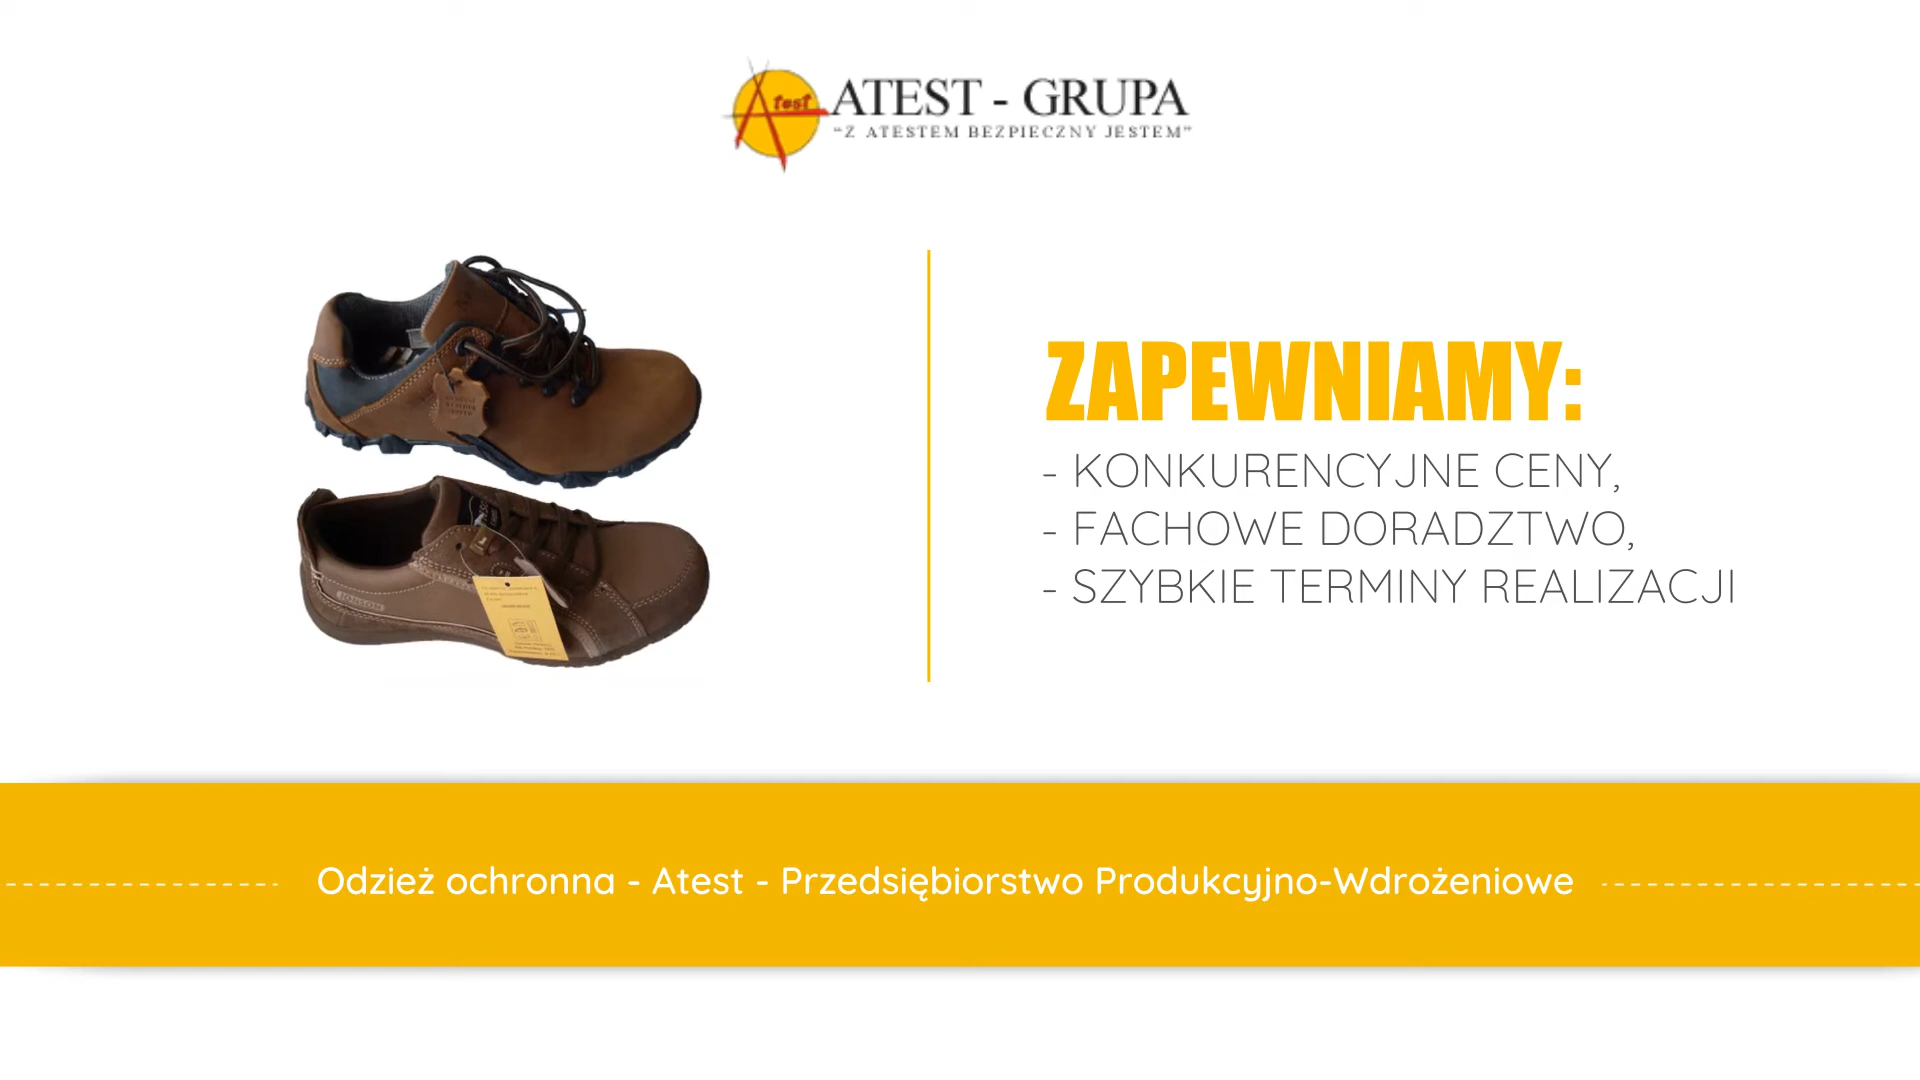 Atest
ATEST - GRUPA
"Z ATESTEM BEZPIECZNY JESTEM"
ZAPEWNIAMY:
- KONKURENCYJNE CENY,
- FACHOWE DORADZTWO,
- SZYBKIE TERMINY REALIZACJI
JONSON
Odzież ochronna - Atest - Przedsiębiorstwo Produkcyjno-Wdrożeniowe